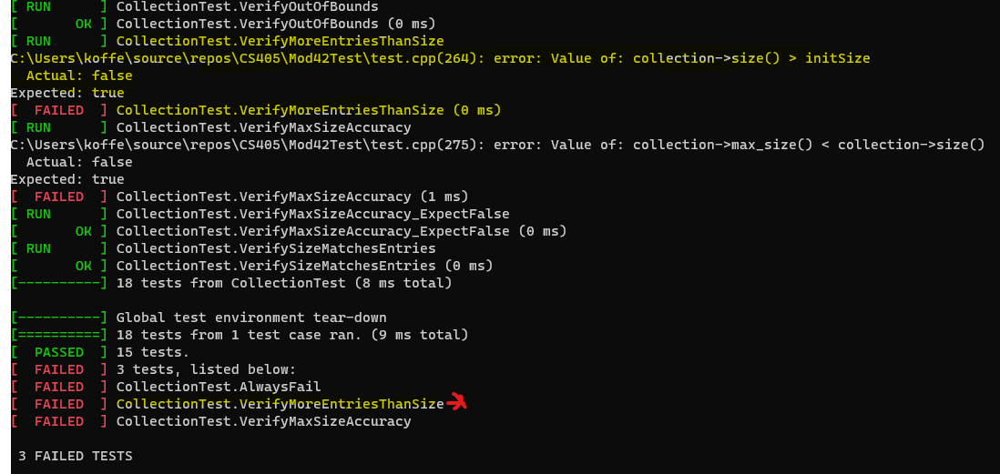 [ RUN      ] CollectionTest.VerifyOutOfBounds
[       OK ] CollectionTest.VerifyOutOfBounds (0 ms)
[ RUN      ] CollectionTest.VerifyMoreEntriesThanSize
C:\Users\koffe\source\repos\CS405\Mod42Test\test.cpp(264): error: Value of: collection->size() > initSize
  Actual: false
Expected: true
[  FAILED  ] CollectionTest.VerifyMoreEntriesThanSize (0 ms)
[ RUN      ] CollectionTest.VerifyMaxSizeAccuracy
C:\Users\koffe\source\repos\CS405\Mod42Test\test.cpp(275): error: Value of: collection->max_size() < collection->size()
  Actual: false
Expected: true
[  FAILED  ] CollectionTest.VerifyMaxSizeAccuracy (1 ms)
[ RUN      ] CollectionTest.VerifyMaxSizeAccuracy_ExpectFalse
[       OK ] CollectionTest.VerifyMaxSizeAccuracy_ExpectFalse (0 ms)
[ RUN      ] CollectionTest.VerifySizeMatchesEntries
[       OK ] CollectionTest.VerifySizeMatchesEntries (0 ms)
[----------] 18 tests from CollectionTest (8 ms total)
[----------] Global test environment tear-down
[==========] 18 tests from 1 test case ran. (9 ms total)
[  PASSED  ] 15 tests.
[  FAILED  ] 3 tests, listed below:
[  FAILED  ] CollectionTest.AlwaysFail
[  FAILED  ] CollectionTest.VerifyMoreEntriesThanSize
[  FAILED  ] CollectionTest.VerifyMaxSizeAccuracy
 3 FAILED TESTS